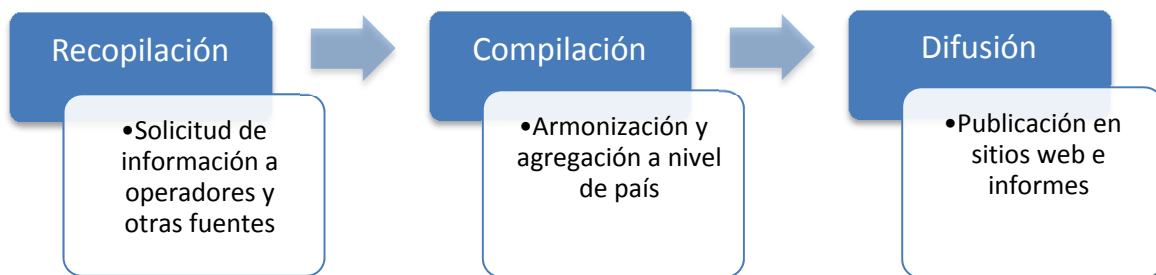 Recopilación
•Solicitud de
información a
operadores y
otras fuentes
Compilación
•Armonización y
agregación a nivel
de país
Difusión
•Publicación en
sitios web e
informes